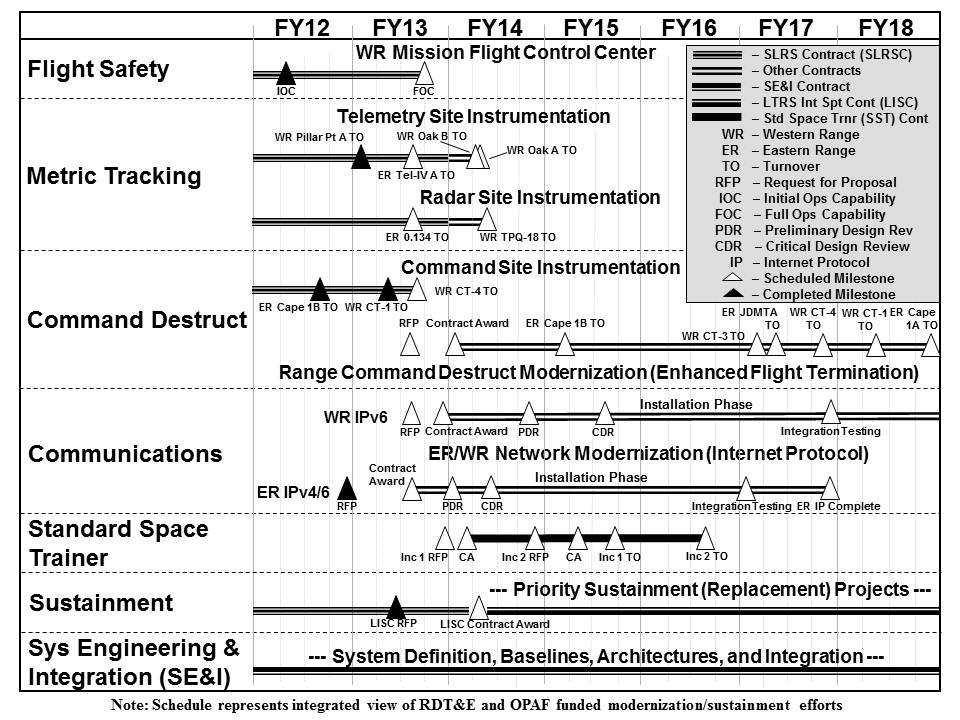 FY12 FY13 FY14 FY15 FY16 FY17 FY18
Flight Safety
WR Mission Flight Control Center
IOC
FOC
– SLRS Contract (SLRSC)
– Other Contracts
– SE&I Contract
– LTRS Int Spt Cont (LISC)
– Std Space Trnr (SST) Cont
WR – Western Range
ER – Eastern Range
TO – Turnover
RFP – Request for Proposal
IOC – Initial Ops Capability
FOC – Full Ops Capability
PDR – Preliminary Design Rev
CDR – Critical Design Review
IP – Internet Protocol
– Scheduled Milestone
– Completed Milestone
Metric Tracking
Telemetry Site Instrumentation
WR Pillar Pt A TO
WR Oak B TO
WR Oak A TO
ER Tel-IV A TO
Radar Site Instrumentation
ER 0.134 TO
WR TPQ-18 TO
Command Destruct
Command Site Instrumentation
ER Cape 1B TO
WR CT-1 TO
WR CT-4 TO
RFP
Contract Award
ER Cape 1B TO
WR CT-3 TO
ER JDMTA
TO
WR CT-4
TO
WR CT-1
TO
ER Cape
1A TO
Range Command Destruct Modernization (Enhanced Flight Termination)
Communications
WR IPv6
RFP
Contract Award
PDR
CDR
Installation Phase
Integration Testing
ER/WR Network Modernization (Internet Protocol)
ER IPv4/6
RFP
Contract
Award
PDR
CDR
Installation Phase
Integration Testing
ER IP Complete
Standard Space
Trainer
Inc 1 RFP
CA
Inc 2 RFP
CA
Inc 1 TO
Inc 2 TO
Sustainment
--- Priority Sustainment (Replacement) Projects ---
LISC RFP
LISC Contract Award
Sys Engineering &
Integration (SE&I)
--- System Definition, Baselines, Architectures, and Integration ---
Note: Schedule represents integrated view of RDT&E and OPAF funded modernization/sustainment efforts